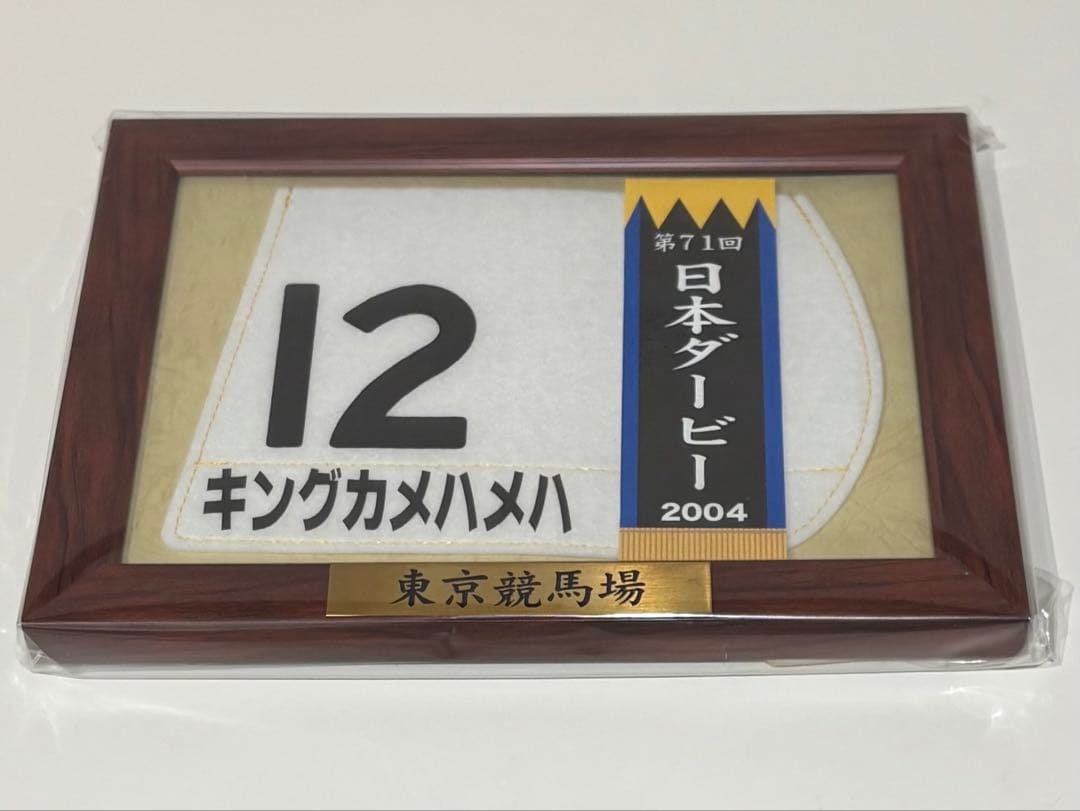 12
キングカメハメハ
第71回
日本ダービー
2004
東京競馬場